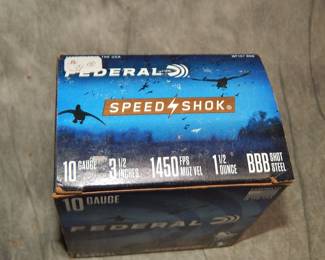 FEDERAL
SPEED SHOK®
10 GAUGE 3 1/2 INCHES 1450 FPS MUZ VEL 1 1/2 OUNCE BBB SHOT STEEL
10 GAUGE